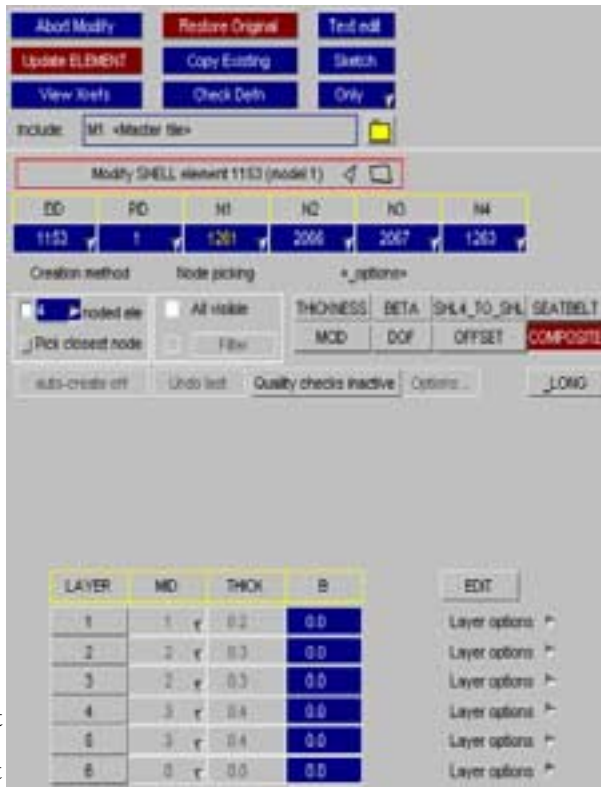 Abort Modify Restore Original Text edit
Update ELEMENT Copy Existing Sketch
View Xrefs Check Defn Only
Include: M1 <Master file>
Modify SHELL element 1153 (model 1)
EID PID N1 N2 N3 N4
1153 1 1261 2066 2067 1263
Creation method Node picking <_options>
4 noded ele All visible THICKNESS BETA SHL4_TO_SHL SEATBELT
Pick closest node Filter MCID DOF OFFSET COMPOSITE
auto-create off Undo last Quality checks inactive Options... _LONG
LAYER MID THICK B EDIT
1 1 0.2 0.0 Layer options
2 2 0.3 0.0 Layer options
3 2 0.3 0.0 Layer options
4 3 0.4 0.0 Layer options
5 3 0.4 0.0 Layer options
6 0 0.0 0.0 Layer options